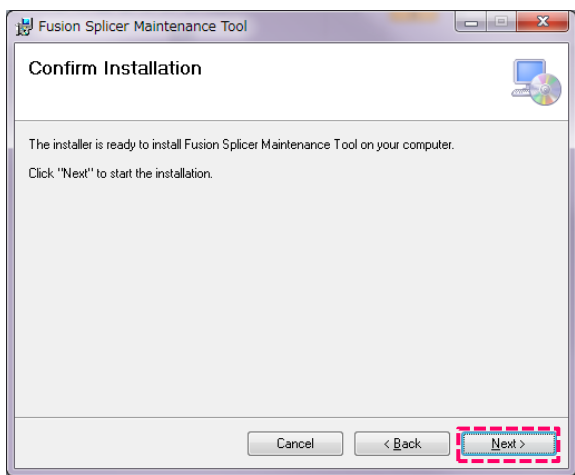 Fusion Splicer Maintenance Tool
Confirm Installation
The installer is ready to install Fusion Splicer Maintenance Tool on your computer.
Click "Next" to start the installation.
Cancel
< Back
Next >